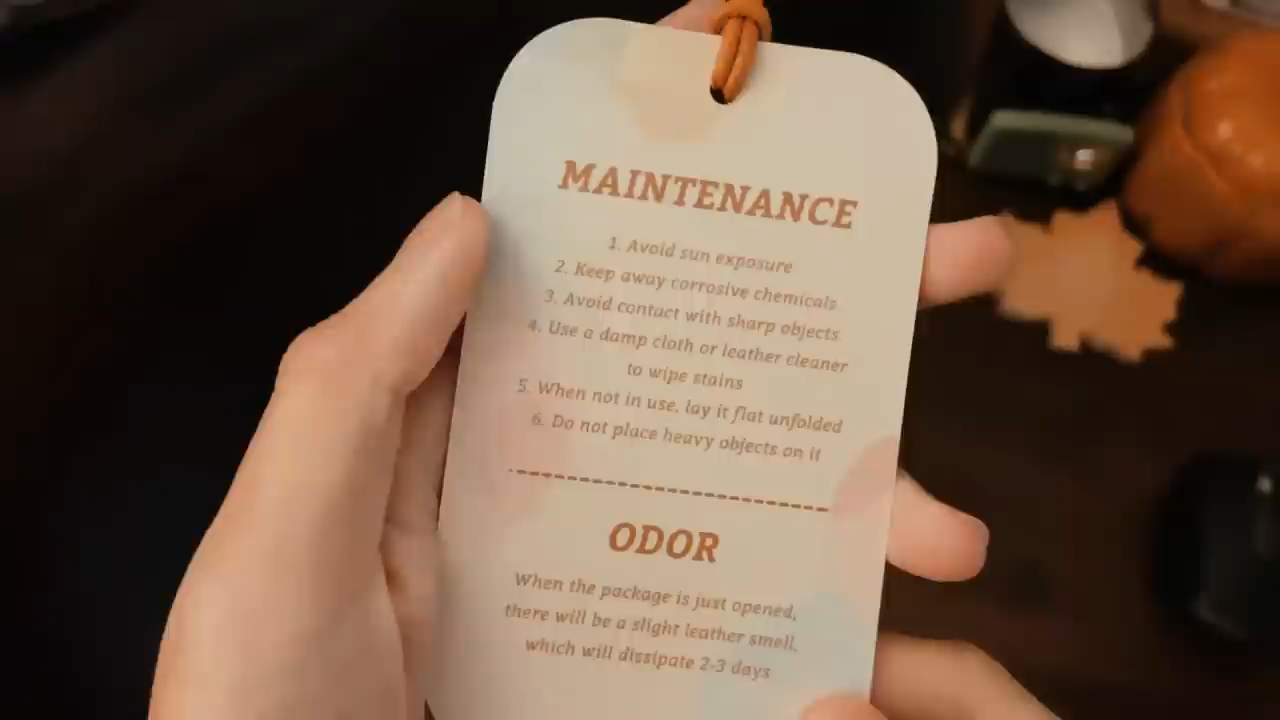 MAINTENANCE
1. Avoid sun exposure
2. Keep away corrosive chemicals
3. Avoid contact with sharp objects
4. Use a damp cloth or leather cleaner
to wipe stains
5. When not in use, lay it flat unfolded
6. Do not place heavy objects on it
ODOR
When the package is just opened,
there will be a slight leather smell,
which will dissipate 2-3 days